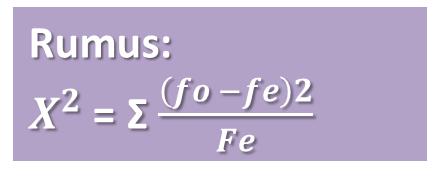 Rumus:
X² = Σ (fo – fe)2 / Fe